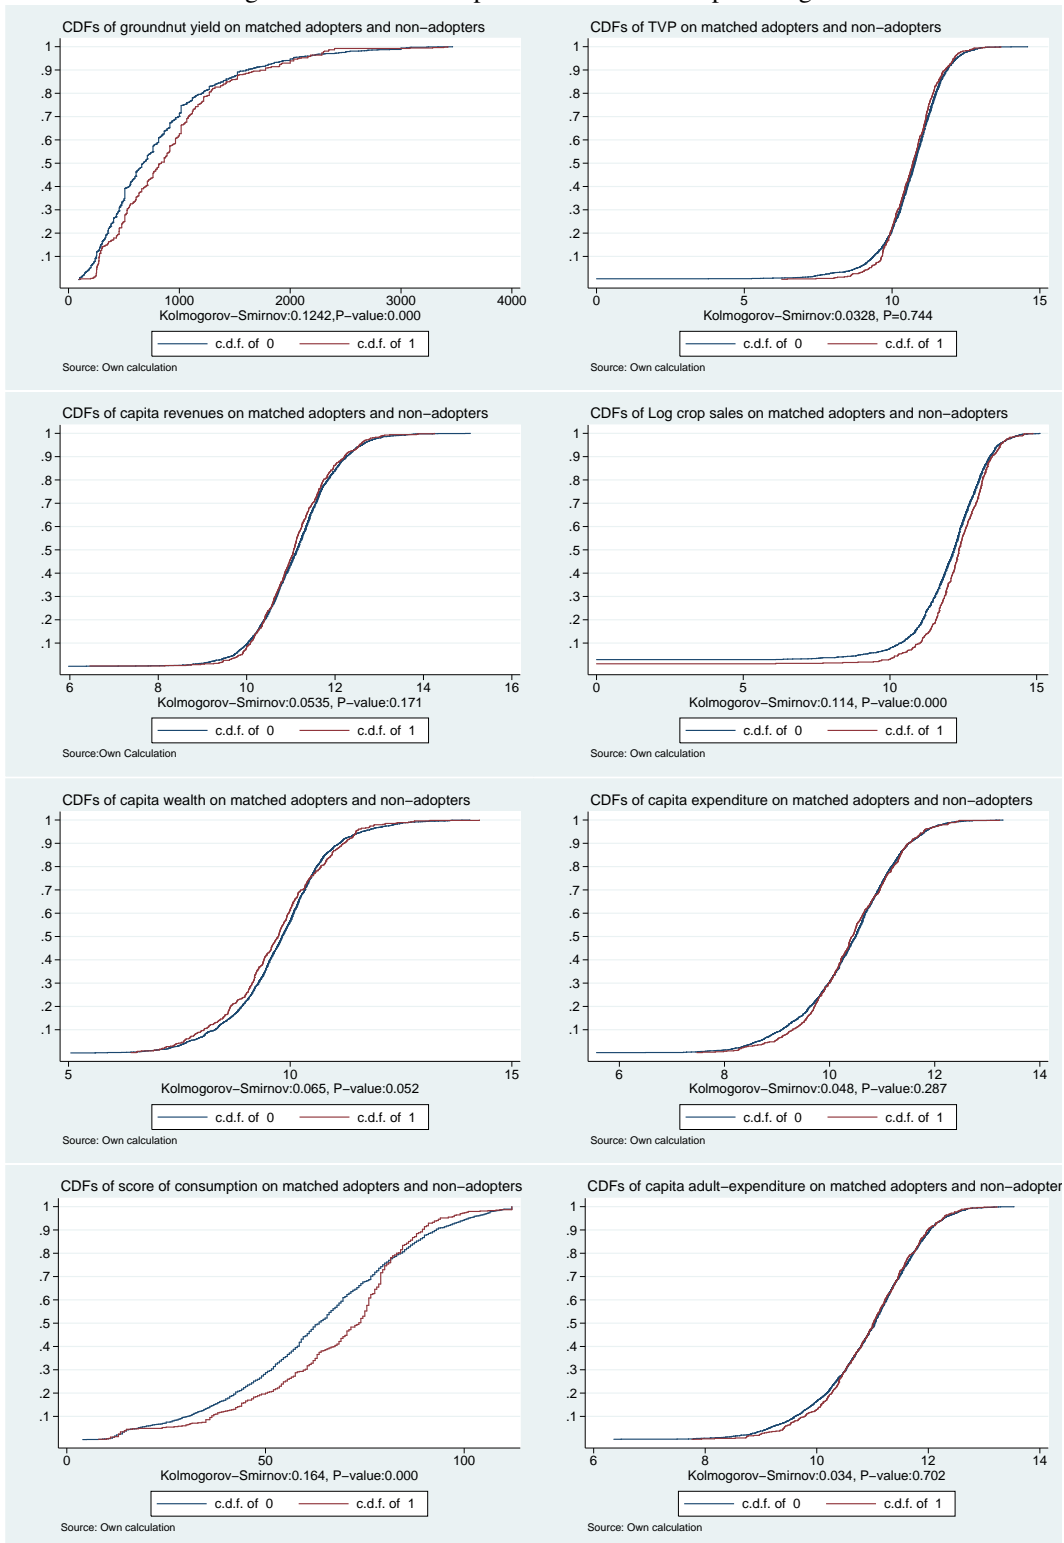 CDFs of groundnut yield on matched adopters and non−adopters
1
.9
.8
.7
.6
.5
.4
.3
.2
.1
0 1000 2000 3000 4000
Kolmogorov−Smirnov:0.1242,P−value:0.000
c.d.f. of 0 c.d.f. of 1
Source: Own calculation
CDFs of TVP on matched adopters and non−adopters
1
.9
.8
.7
.6
.5
.4
.3
.2
.1
0 5 10 15
Kolmogorov−Smirnov:0.0328, P=0.744
c.d.f. of 0 c.d.f. of 1
Source: Own calculation
CDFs of capita revenues on matched adopters and non−adopters
1
.9
.8
.7
.6
.5
.4
.3
.2
.1
6 8 10 12 14 16
Kolmogorov−Smirnov:0.0535, P−value:0.171
c.d.f. of 0 c.d.f. of 1
Source:Own Calculation
CDFs of Log crop sales on matched adopters and non−adopters
1
.9
.8
.7
.6
.5
.4
.3
.2
.1
0 5 10 15
Kolmogorov−Smirnov:0.114, P−value:0.000
c.d.f. of 0 c.d.f. of 1
Source: Own calculation
CDFs of capita wealth on matched adopters and non−adopters
1
.9
.8
.7
.6
.5
.4
.3
.2
.1
5 10 15
Kolmogorov−Smirnov:0.065, P−value:0.052
c.d.f. of 0 c.d.f. of 1
Source: Own calculation
CDFs of capita expenditure on matched adopters and non−adopters
1
.9
.8
.7
.6
.5
.4
.3
.2
.1
6 8 10 12 14
Kolmogorov−Smirnov:0.048, P−value:0.287
c.d.f. of 0 c.d.f. of 1
Source: Own calculation
CDFs of score of consumption on matched adopters and non−adopters
1
.9
.8
.7
.6
.5
.4
.3
.2
.1
0 50 100
Kolmogorov−Smirnov:0.164, P−value:0.000
c.d.f. of 0 c.d.f. of 1
Source: Own calculation
CDFs of capita adult−expenditure on matched adopters and non−adopter
1
.9
.8
.7
.6
.5
.4
.3
.2
.1
6 8 10 12 14
Kolmogorov−Smirnov:0.034, P−value:0.702
c.d.f. of 0 c.d.f. of 1
Source: Own calculation